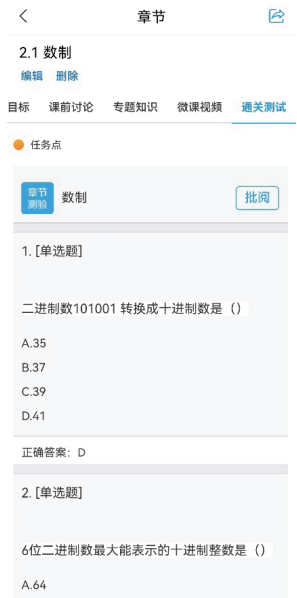 章节
2.1 数制
编辑 删除
目标 课前讨论 专题知识 微课视频 通关测试
任务点
章节
测验
数制
批阅
1. [单选题]
二进制数101001 转换成十进制数是（）
A.35
B.37
C.39
D.41
正确答案：D
2. [单选题]
6位二进制数最大能表示的十进制整数是（）
A.64